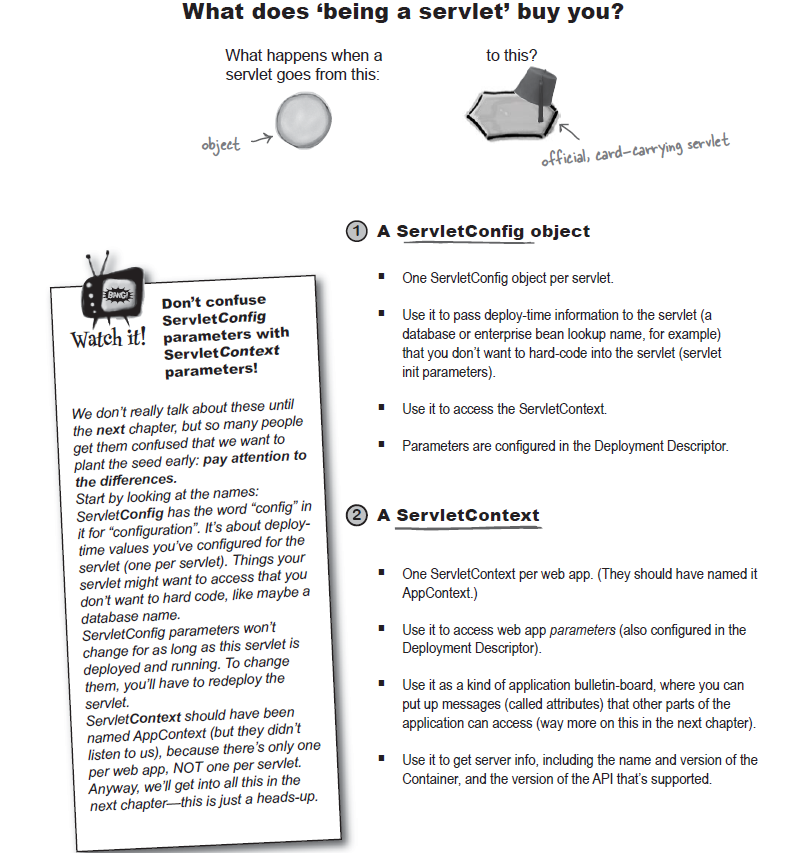 What does ‘being a servlet’ buy you?
What happens when a
servlet goes from this:
to this?
object
official, card-carrying servlet
BANG!
Watch it!
Don’t confuse
ServletConfig
parameters with
ServletContext
parameters!
We don’t really talk about these until
the next chapter, but so many people
get them confused that we want to
plant the seed early: pay attention to
the differences.
Start by looking at the names:
ServletConfig has the word “config” in
it for “configuration”. It’s about deploy-
time values you’ve configured for the
servlet (one per servlet). Things your
servlet might want to access that you
don’t want to hard code, like maybe a
database name.
ServletConfig parameters won’t
change for as long as this servlet is
deployed and running. To change
them, you’ll have to redeploy the
servlet.
ServletContext should have been
named AppContext (but they didn’t
listen to us), because there’s only one
per web app, NOT one per servlet.
Anyway, we’ll get into all this in the
next chapter—this is just a heads-up.
1 A ServletConfig object
▪ One ServletConfig object per servlet.
▪ Use it to pass deploy-time information to the servlet (a
database or enterprise bean lookup name, for example)
that you don’t want to hard-code into the servlet (servlet
init parameters).
▪ Use it to access the ServletContext.
▪ Parameters are configured in the Deployment Descriptor.
2 A ServletContext
▪ One ServletContext per web app. (They should have named it
AppContext.)
▪ Use it to access web app parameters (also configured in the
Deployment Descriptor).
▪ Use it as a kind of application bulletin-board, where you can
put up messages (called attributes) that other parts of the
application can access (way more on this in the next chapter).
▪ Use it to get server info, including the name and version of the
Container, and the version of the API that’s supported.